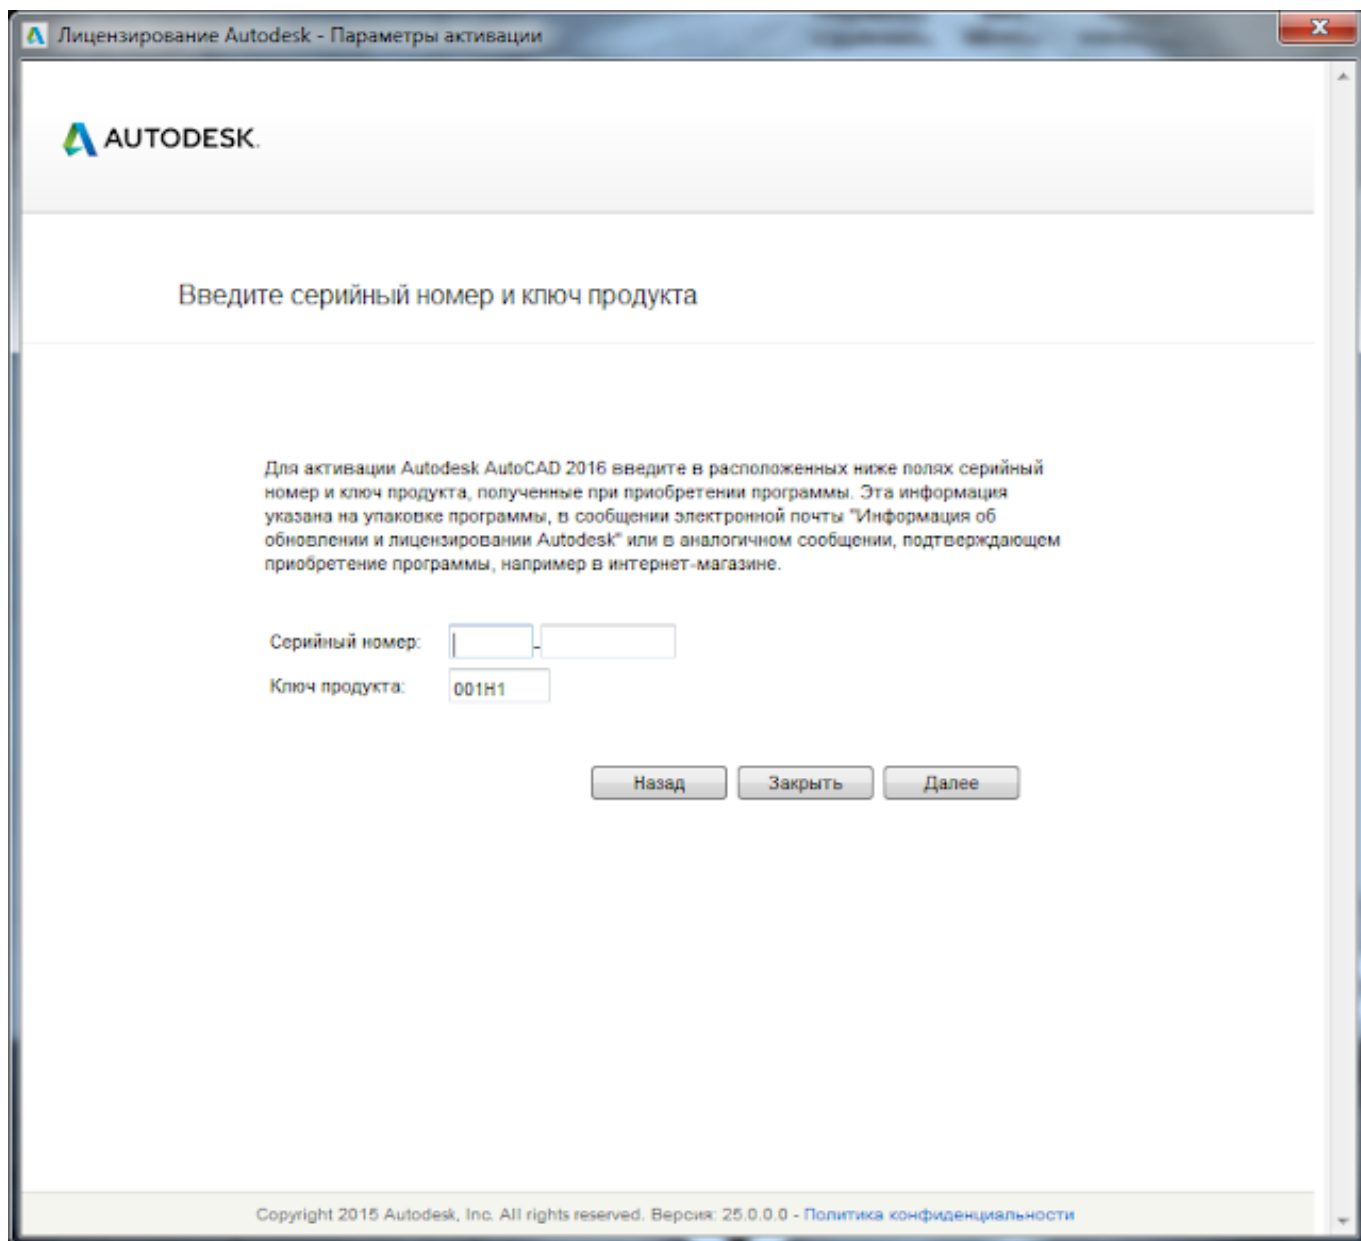 Лицензирование Autodesk - Параметры активации
AUTODESK.
Введите серийный номер и ключ продукта
Для активации Autodesk AutoCAD 2016 введите в расположенных ниже полях серийный
номер и ключ продукта, полученные при приобретении программы. Эта информация
указана на упаковке программы, в сообщении электронной почты "Информация об
обновлении и лицензировании Autodesk" или в аналогичном сообщении, подтверждающем
приобретение программы, например в интернет-магазине.
Серийный номер: -
Ключ продукта: 001H1
Назад Закрыть Далее
Copyright 2015 Autodesk, Inc. All rights reserved. Версия: 25.0.0.0 - Политика конфиденциальности